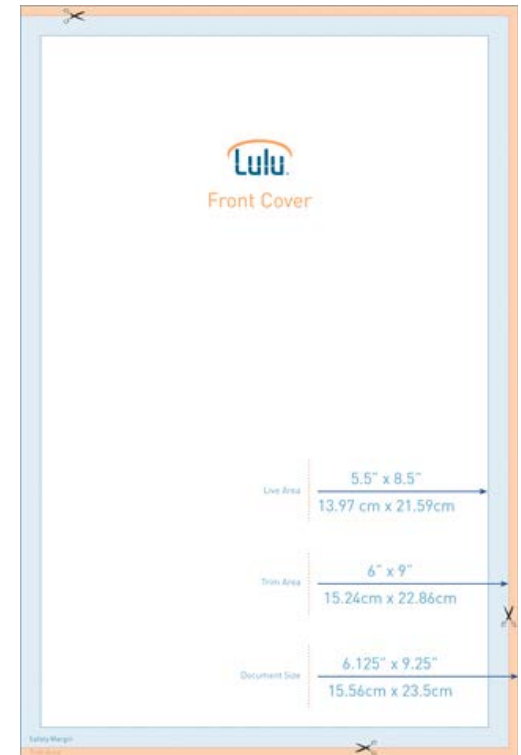 Lulu.
Front Cover
Live Area
5.5" x 8.5"
13.97 cm x 21.59cm
Trim Area
6" x 9"
15.24cm x 22.86cm
Document Size
6.125" x 9.25"
15.56cm x 23.5cm
Safety Margin